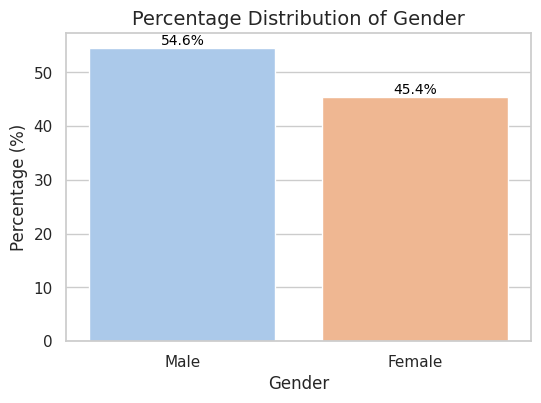 Percentage Distribution of Gender
54.6%
45.4%
Percentage (%)
50
40
30
20
10
0
Male Female
Gender